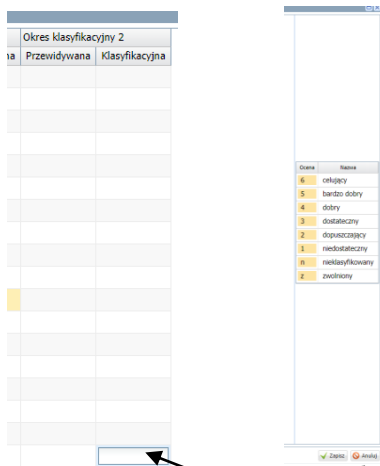 Okres klasyfikacyjny 2
na Przewidywana Klasyfikacyjna
Ocena Nazwa
6 celujący
5 bardzo dobry
4 dobry
3 dostateczny
2 dopuszczający
1 niedostateczny
n nieklasyfikowany
z zwolniony
Zapisz Anuluj